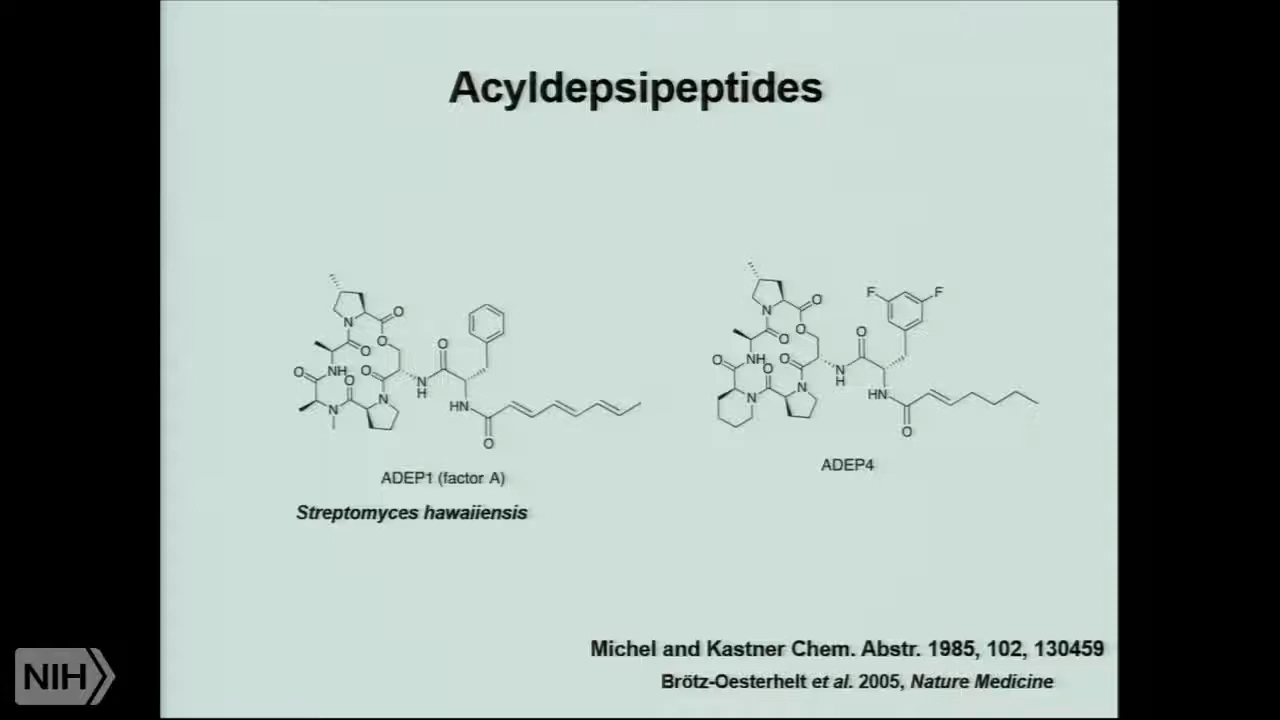 Acyldepsipeptides
N
O
O
O
NH
O
O
O
O
N
N
N
H
O
HN
O
ADEP1 (factor A)
Streptomyces hawaiiensis
N
O
O
O
NH
O
O
O
O
N
N
N
H
O
F
F
HN
O
ADEP4
Michel and Kastner Chem. Abstr. 1985, 102, 130459
Brötz-Oesterhelt et al. 2005, Nature Medicine
NIH